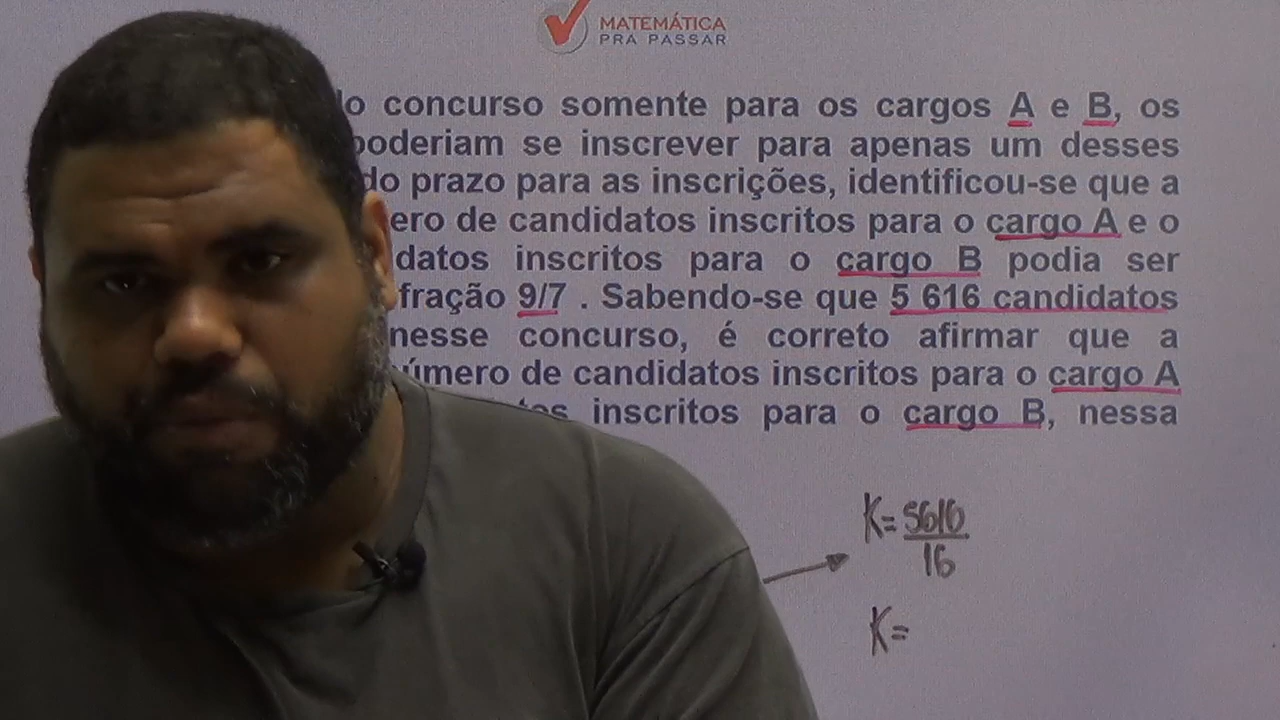 MATEMÁTICA
PRA PASSAR
concurso somente para os cargos A e B, os
poderiam se inscrever para apenas um desses
do prazo para as inscrições, identificou-se que a
de candidatos inscritos para o cargo A e o
inscritos para o cargo B podia ser
fração 9/7 . Sabendo-se que 5 616 candidatos
nesse concurso, é correto afirmar que a
número de candidatos inscritos para o cargo A
inscritos para o cargo B, nessa
K= 5616
16
K=